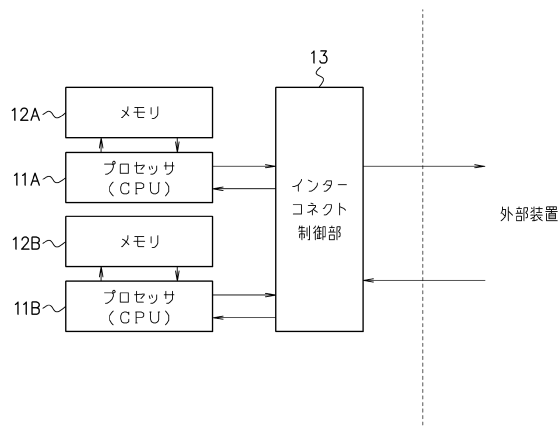 13
12A
メモリ
11A
プロセッサ
(CPU)
12B
メモリ
11B
プロセッサ
(CPU)
インター
コネクト
制御部
外部装置